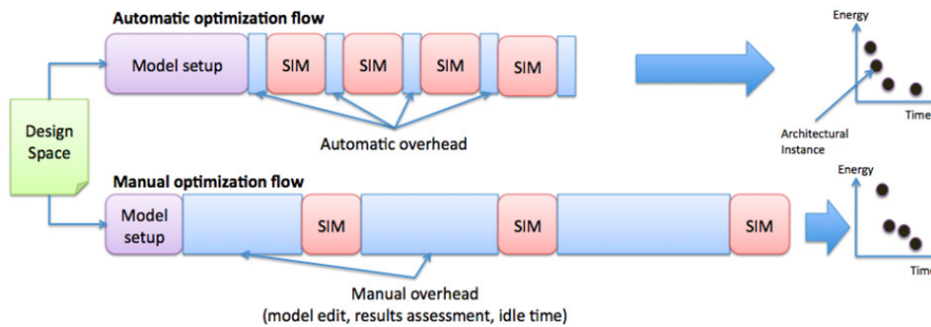 Automatic optimization flow
Model setup
SIM
SIM
SIM
SIM
Automatic overhead
Energy
Time
Architectural
Instance
Design
Space
Manual optimization flow
Model
setup
SIM
SIM
SIM
Manual overhead
(model edit, results assessment, idle time)
Energy
Time